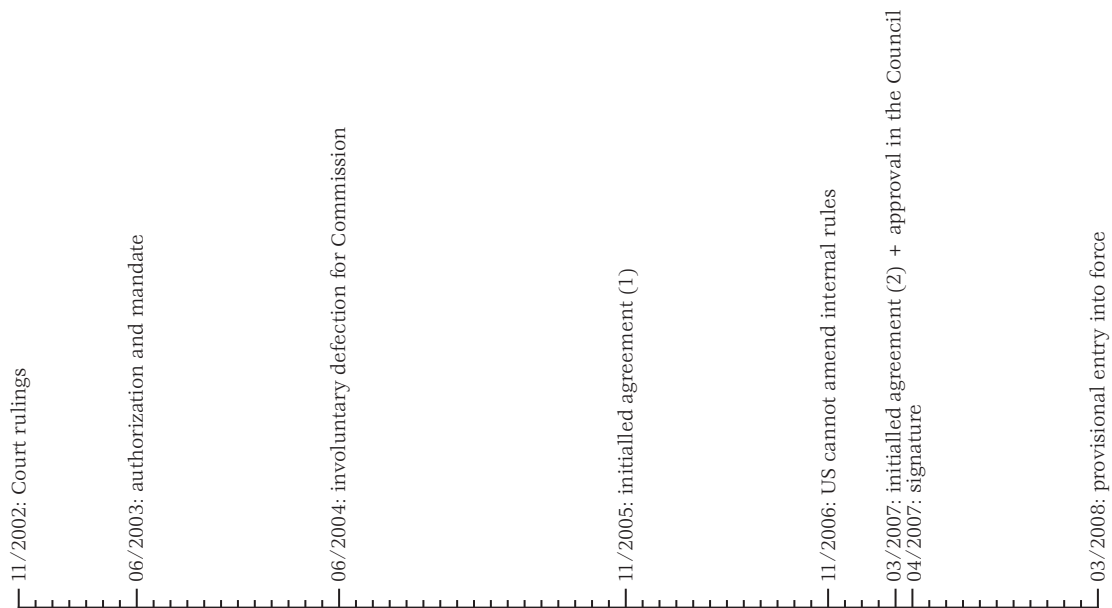 11/2002: Court rulings
06/2003: authorization and mandate
06/2004: involuntary defection for Commission
11/2005: initialled agreement (1)
11/2006: US cannot amend internal rules
03/2007: initialled agreement (2) + approval in the Council
04/2007: signature
03/2008: provisional entry into force